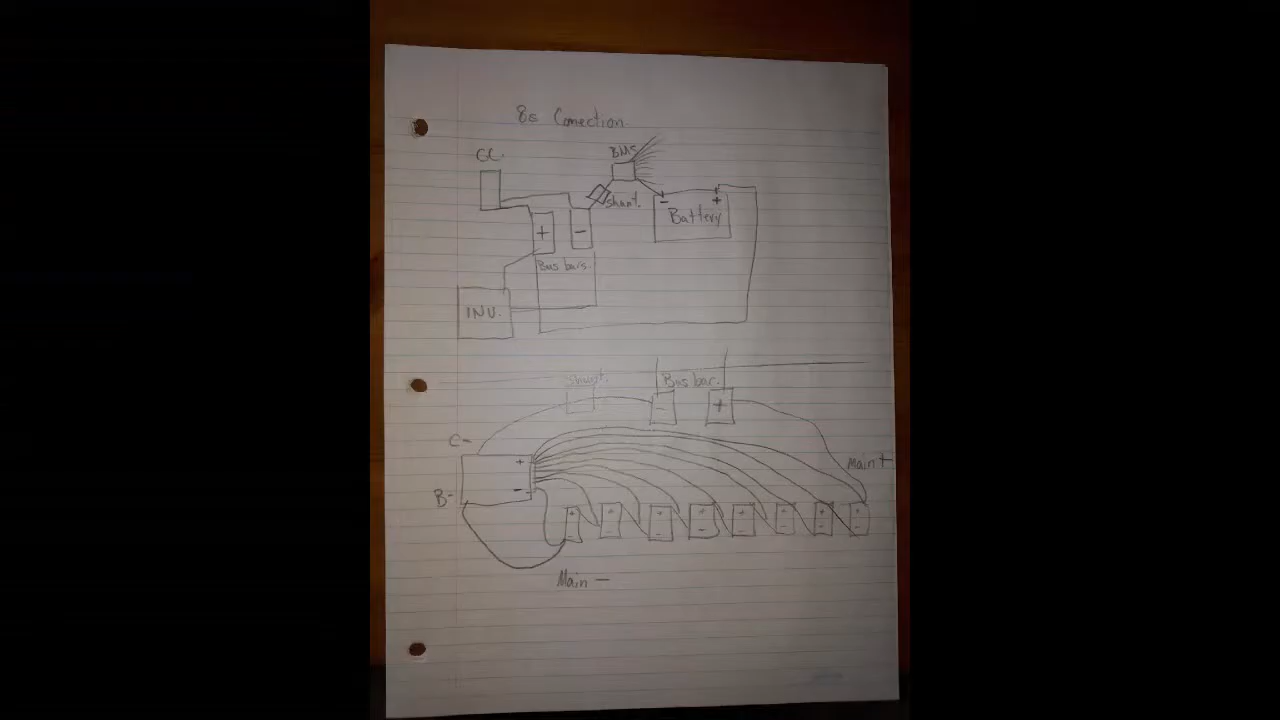 8s Connection.
CC.
BMS
shunt.
- +
Battery
+ -
Bus bars.
INV.
shunt.
Bus bar.
- +
C-
+
Main +
B- -
+ + + + + + + +
- - - - - - - -
Main -